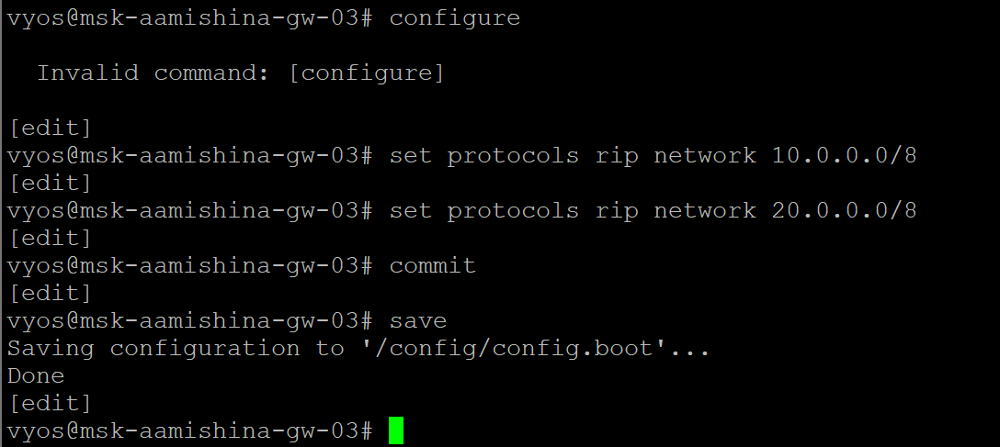 vyos@msk-aamishina-gw-03# configure
Invalid command: [configure]
[edit]
vyos@msk-aamishina-gw-03# set protocols rip network 10.0.0.0/8
[edit]
vyos@msk-aamishina-gw-03# set protocols rip network 20.0.0.0/8
[edit]
vyos@msk-aamishina-gw-03# commit
[edit]
vyos@msk-aamishina-gw-03# save
Saving configuration to '/config/config.boot'...
Done
[edit]
vyos@msk-aamishina-gw-03#